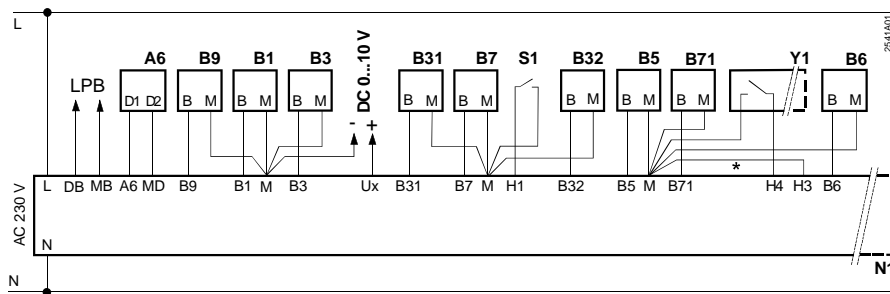 L
2541A01
A6 B9 B1 B3 DC 0...10 V B31 B7 S1 B32 B5 B71 Y1 B6
LPB
D1 D2 B M B M B M B M B M B M B M B M B M
- +
*
L DB MB A6 MD B9 B1 M B3 Ux B31 B7 M H1 B32 B5 M B71 H4 H3 B6
AC 230 V
N
N1
N